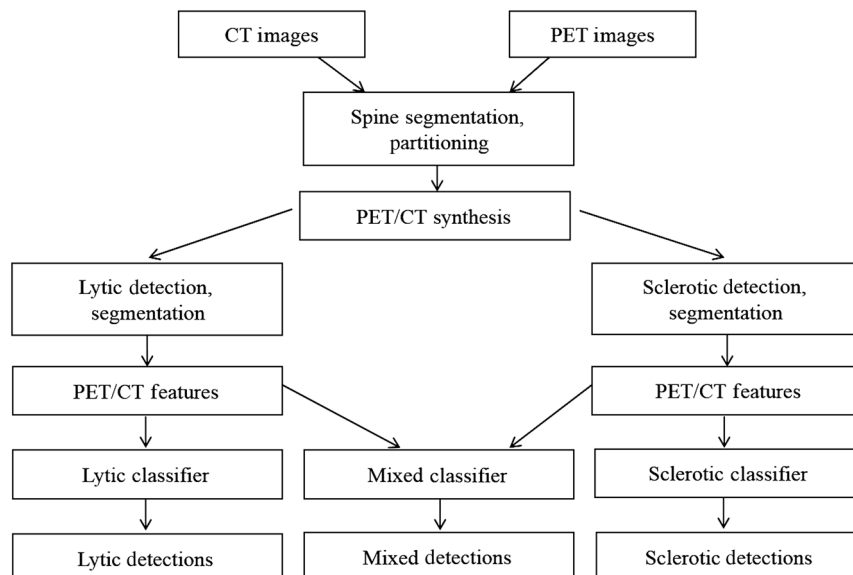 CT images
PET images
Spine segmentation,
partitioning
PET/CT synthesis
Lytic detection,
segmentation
Sclerotic detection,
segmentation
PET/CT features
PET/CT features
Lytic classifier
Mixed classifier
Sclerotic classifier
Lytic detections
Mixed detections
Sclerotic detections